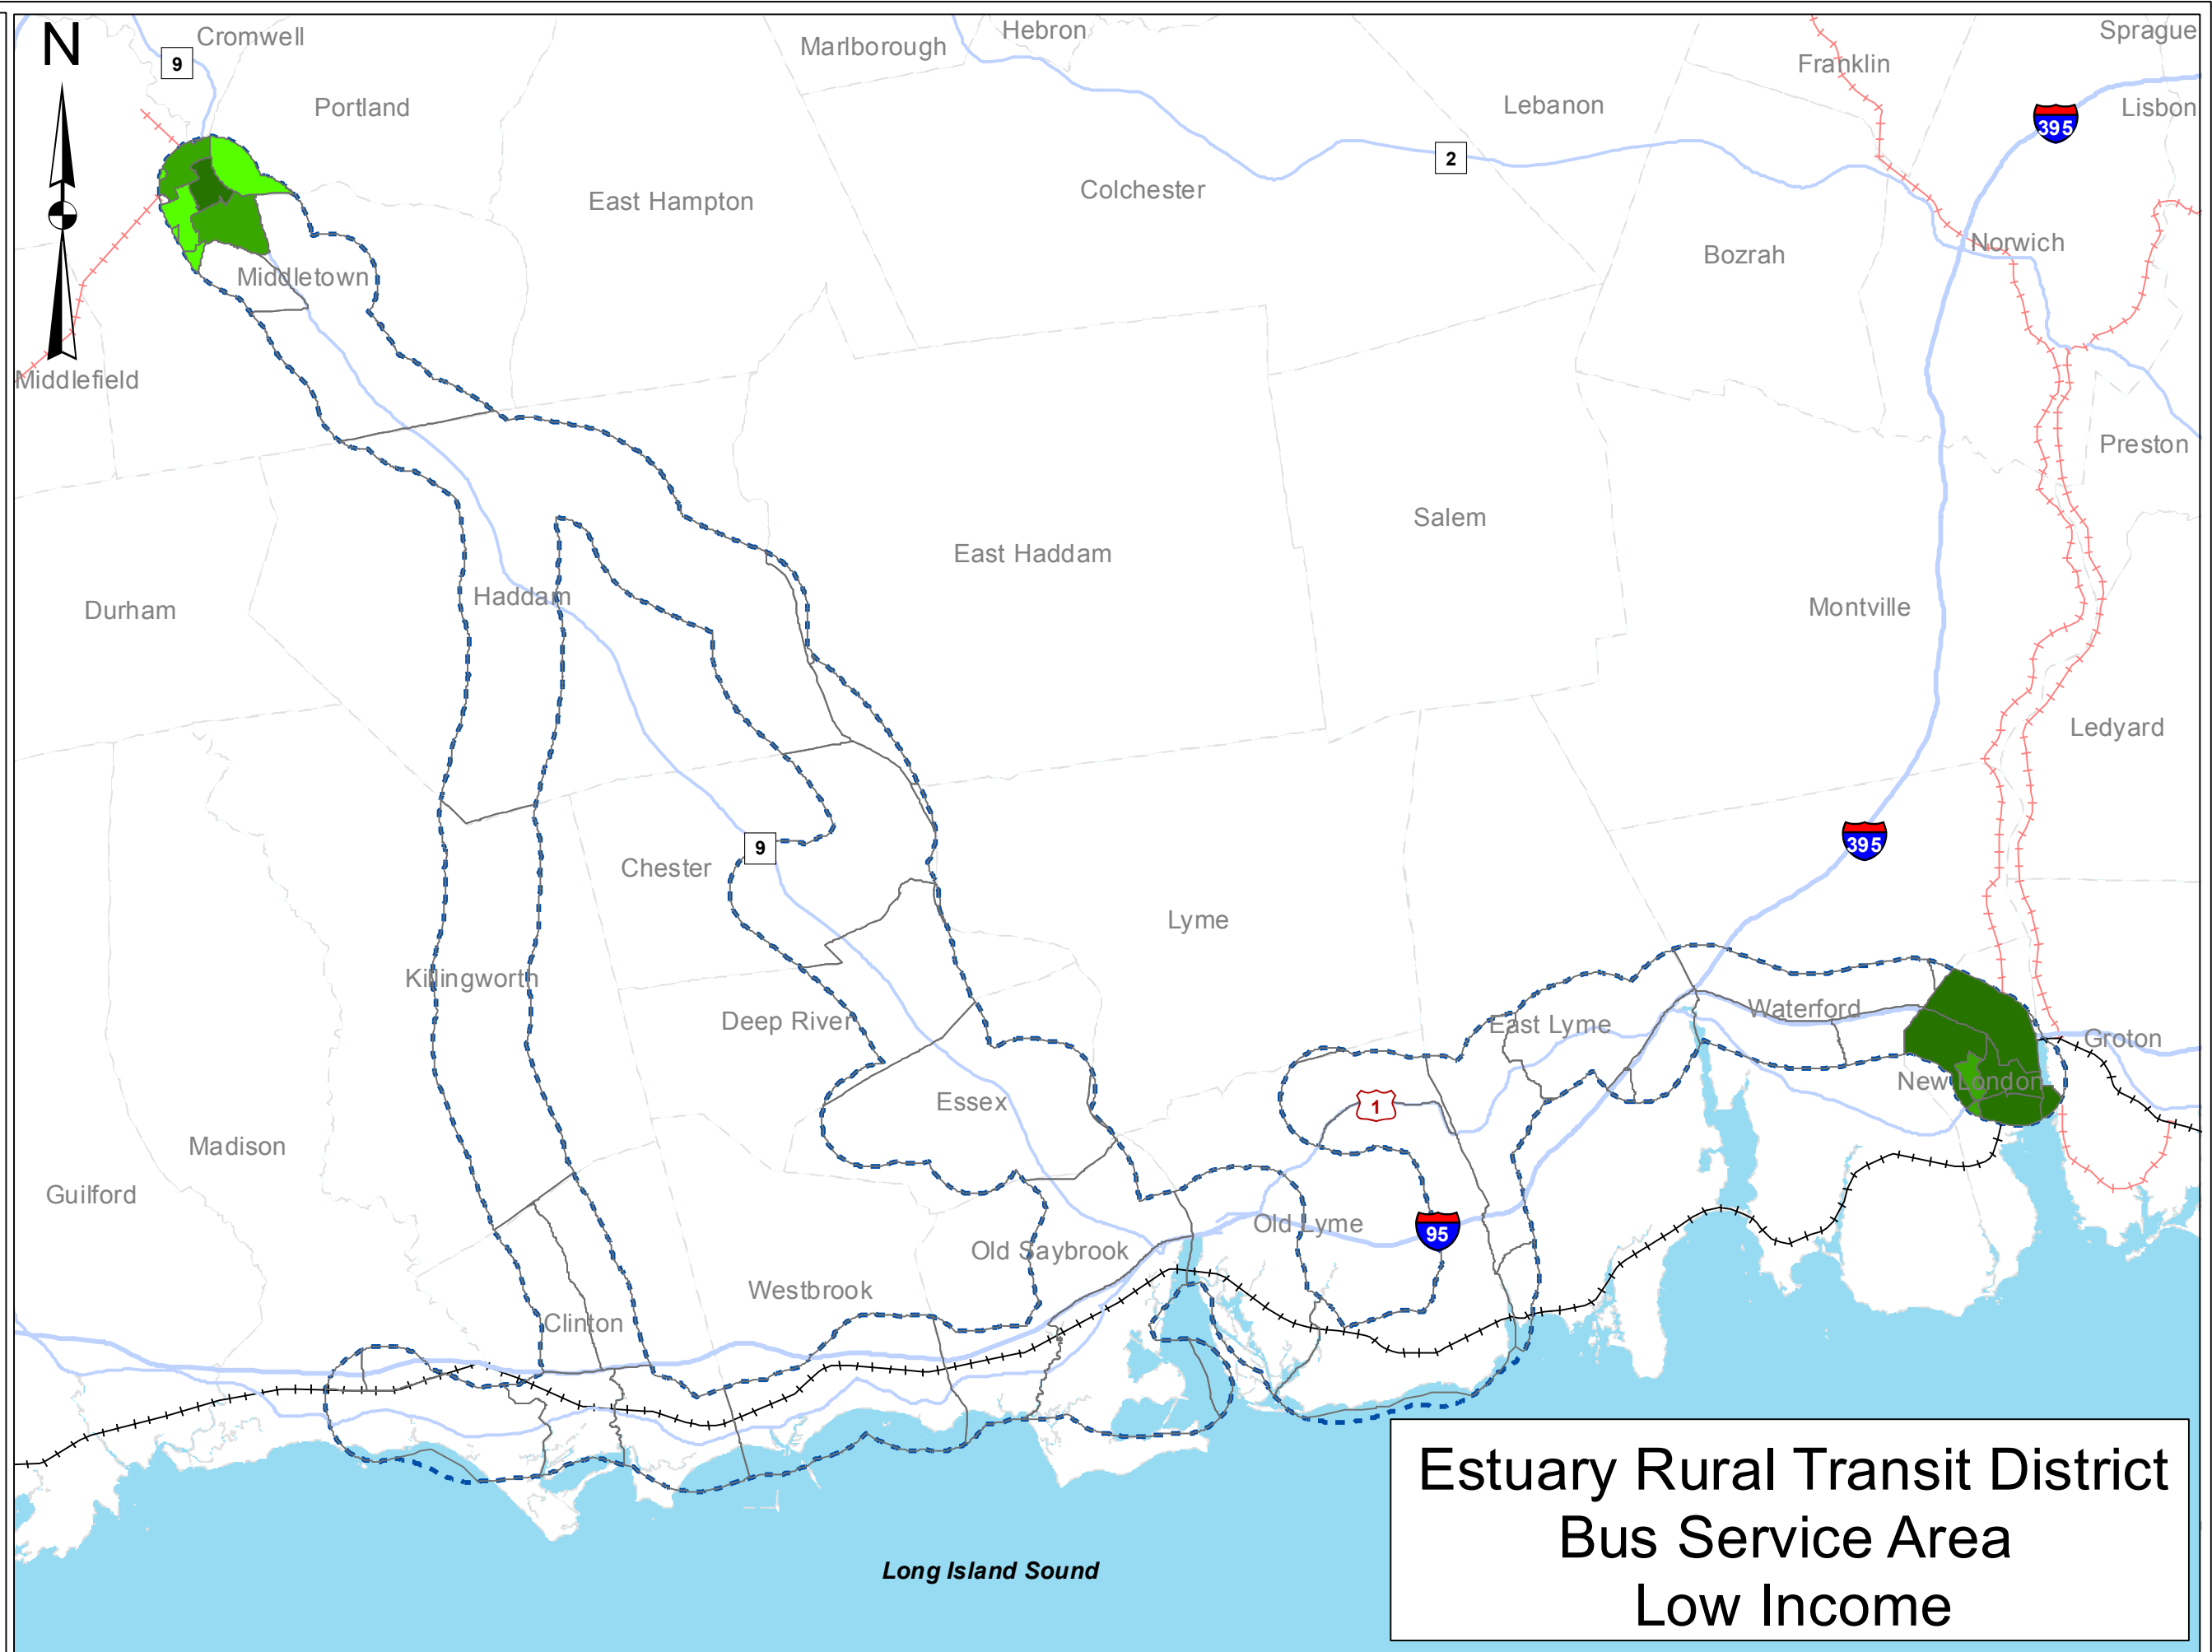 N
Cromwell
Marlborough
Hebron
Sprague
9
Franklin
Portland
Lebanon
Lisbon
395
2
East Hampton
Colchester
Norwich
Bozrah
Middletown
Middlefield
Preston
Salem
East Haddam
Haddam
Durham
Montville
Ledyard
395
9
Chester
Lyme
Killingworth
Waterford
Deep River
East Lyme
Groton
New London
Essex
1
Madison
Guilford
Old Lyme
95
Old Saybrook
Westbrook
Clinton
Long Island Sound
Estuary Rural Transit District
Bus Service Area
Low Income